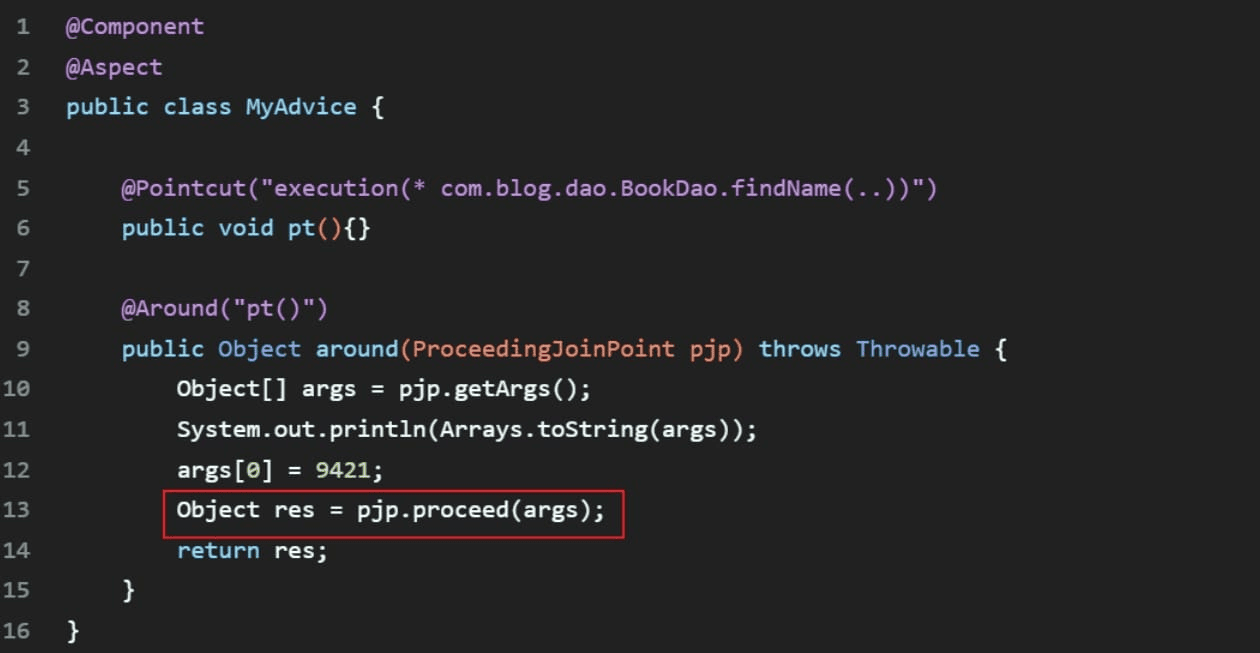 1 @Component
2 @Aspect
3 public class MyAdvice {
4
5 @Pointcut("execution(* com.blog.dao.BookDao.findName(..))")
6 public void pt(){}
7
8 @Around("pt()")
9 public Object around(ProceedingJoinPoint pjp) throws Throwable {
10 Object[] args = pjp.getArgs();
11 System.out.println(Arrays.toString(args));
12 args[0] = 9421;
13 Object res = pjp.proceed(args);
14 return res;
15 }
16 }